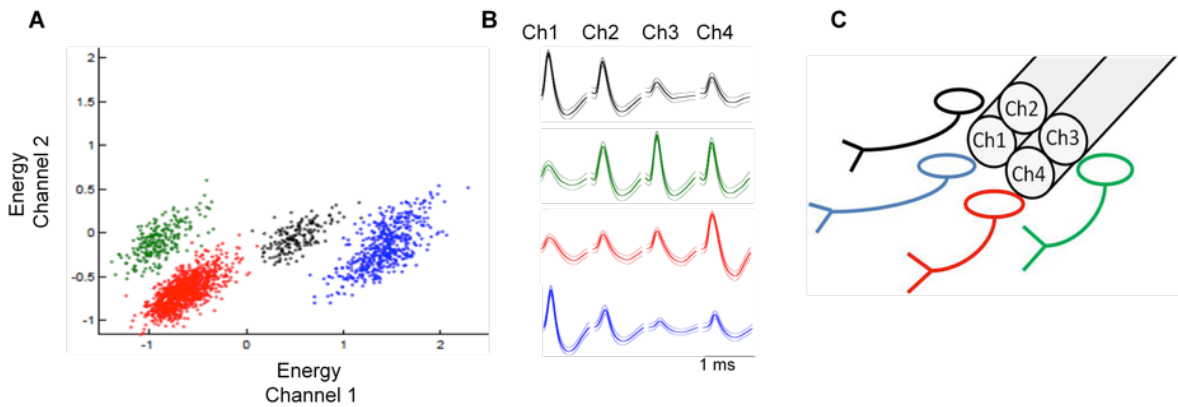 A
Energy
Channel 2
2
1.5
1
0.5
0
-0.5
-1
-1 0 1 2
Energy
Channel 1
B
Ch1 Ch2 Ch3 Ch4
1 ms
C
Ch2
Ch1 Ch3
Ch4